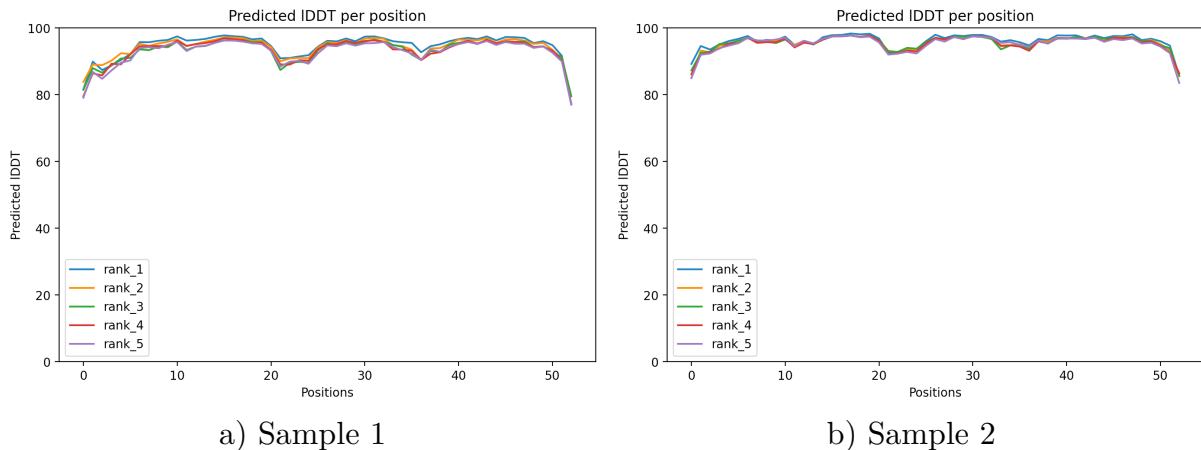 Predicted lDDT per position
Predicted lDDT
100
80
60
40
20
0
rank_1
rank_2
rank_3
rank_4
rank_5
0 10 20 30 40 50
Positions
a) Sample 1
Predicted lDDT per position
Predicted lDDT
100
80
60
40
20
0
rank_1
rank_2
rank_3
rank_4
rank_5
0 10 20 30 40 50
Positions
b) Sample 2